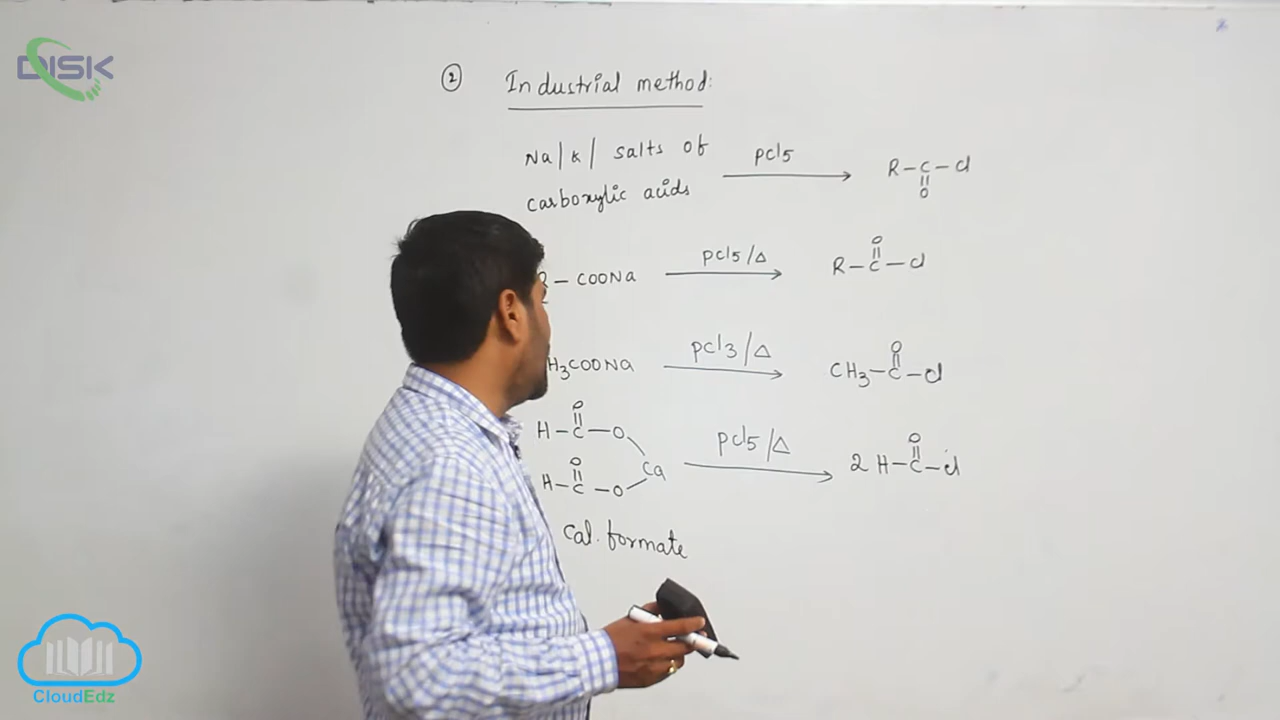 DISK
② Industrial method:
Na/K/ salts of carboxylic acids PCl5 R-C-Cl
O
O
R-COONa PCl5/Δ R-C-Cl
O
H3COONa PCl3/Δ CH3-C-Cl
O
H-C-O
O
H-C-O
Ca PCl5/Δ
O
2 H-C-Cl
Cal. formate
CloudEdz